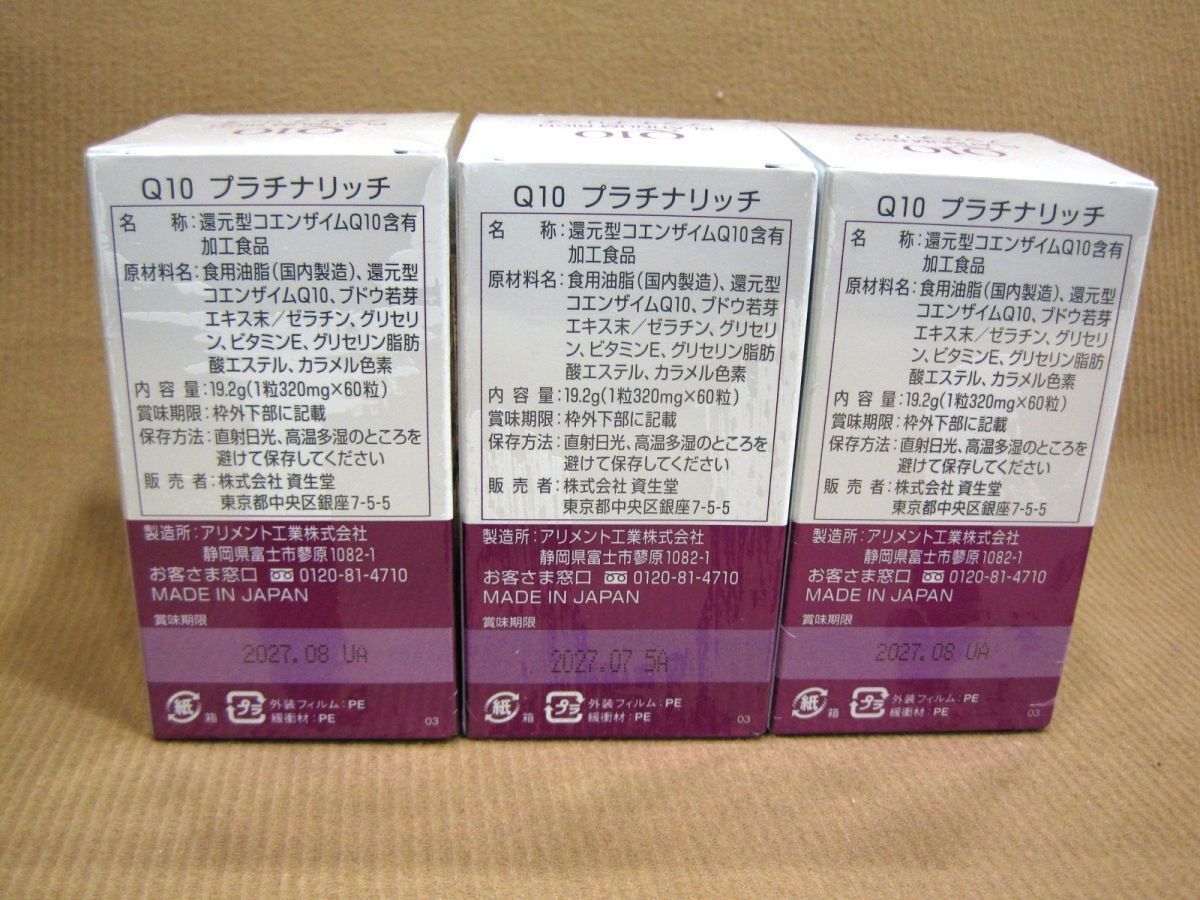 Q10
PLATINUM RICH
Q10 プラチナリッチ
名 称:還元型コエンザイムQ10含有
加工食品
原材料名:食用油脂(国内製造)、還元型
コエンザイムQ10、ブドウ若芽
エキス末/ゼラチン、グリセリ
ン、ビタミンE、グリセリン脂肪
酸エステル、カラメル色素
内 容 量:19.2g(1粒320mg×60粒)
賞味期限:枠外下部に記載
保存方法:直射日光、高温多湿のところを
避けて保存してください
販 売 者:株式会社 資生堂
東京都中央区銀座7-5-5
製造所:アリメント工業株式会社
静岡県富士市蓼原1082-1
お客さま窓口 0120-81-4710
MADE IN JAPAN
賞味期限
2027.08 UA
紙 箱 プラ 外装フィルム:PE
緩衝材:PE
03
Q10
PLATINUM RICH
Q10 プラチナリッチ
名 称:還元型コエンザイムQ10含有
加工食品
原材料名:食用油脂(国内製造)、還元型
コエンザイムQ10、ブドウ若芽
エキス末/ゼラチン、グリセリ
ン、ビタミンE、グリセリン脂肪
酸エステル、カラメル色素
内 容 量:19.2g(1粒320mg×60粒)
賞味期限:枠外下部に記載
保存方法:直射日光、高温多湿のところを
避けて保存してください
販 売 者:株式会社 資生堂
東京都中央区銀座7-5-5
製造所:アリメント工業株式会社
静岡県富士市蓼原1082-1
お客さま窓口 0120-81-4710
MADE IN JAPAN
賞味期限
2027.07 5A
紙 箱 プラ 外装フィルム:PE
緩衝材:PE
03
Q10
Q10 プラチナリッチ
名 称:還元型コエンザイムQ10含有
加工食品
原材料名:食用油脂(国内製造)、還元型
コエンザイムQ10、ブドウ若芽
エキス末/ゼラチン、グリセリ
ン、ビタミンE、グリセリン脂肪
酸エステル、カラメル色素
内 容 量:19.2g(1粒320mg×60粒)
賞味期限:枠外下部に記載
保存方法:直射日光、高温多湿のところを
避けて保存してください
販 売 者:株式会社 資生堂
東京都中央区銀座7-5-5
製造所:アリメント工業株式会社
静岡県富士市蓼原1082-1
お客さま窓口 0120-81-4710
MADE IN JAPAN
賞味期限
2027.08 UA
紙 箱 プラ 外装フィルム:PE
緩衝材:PE
03